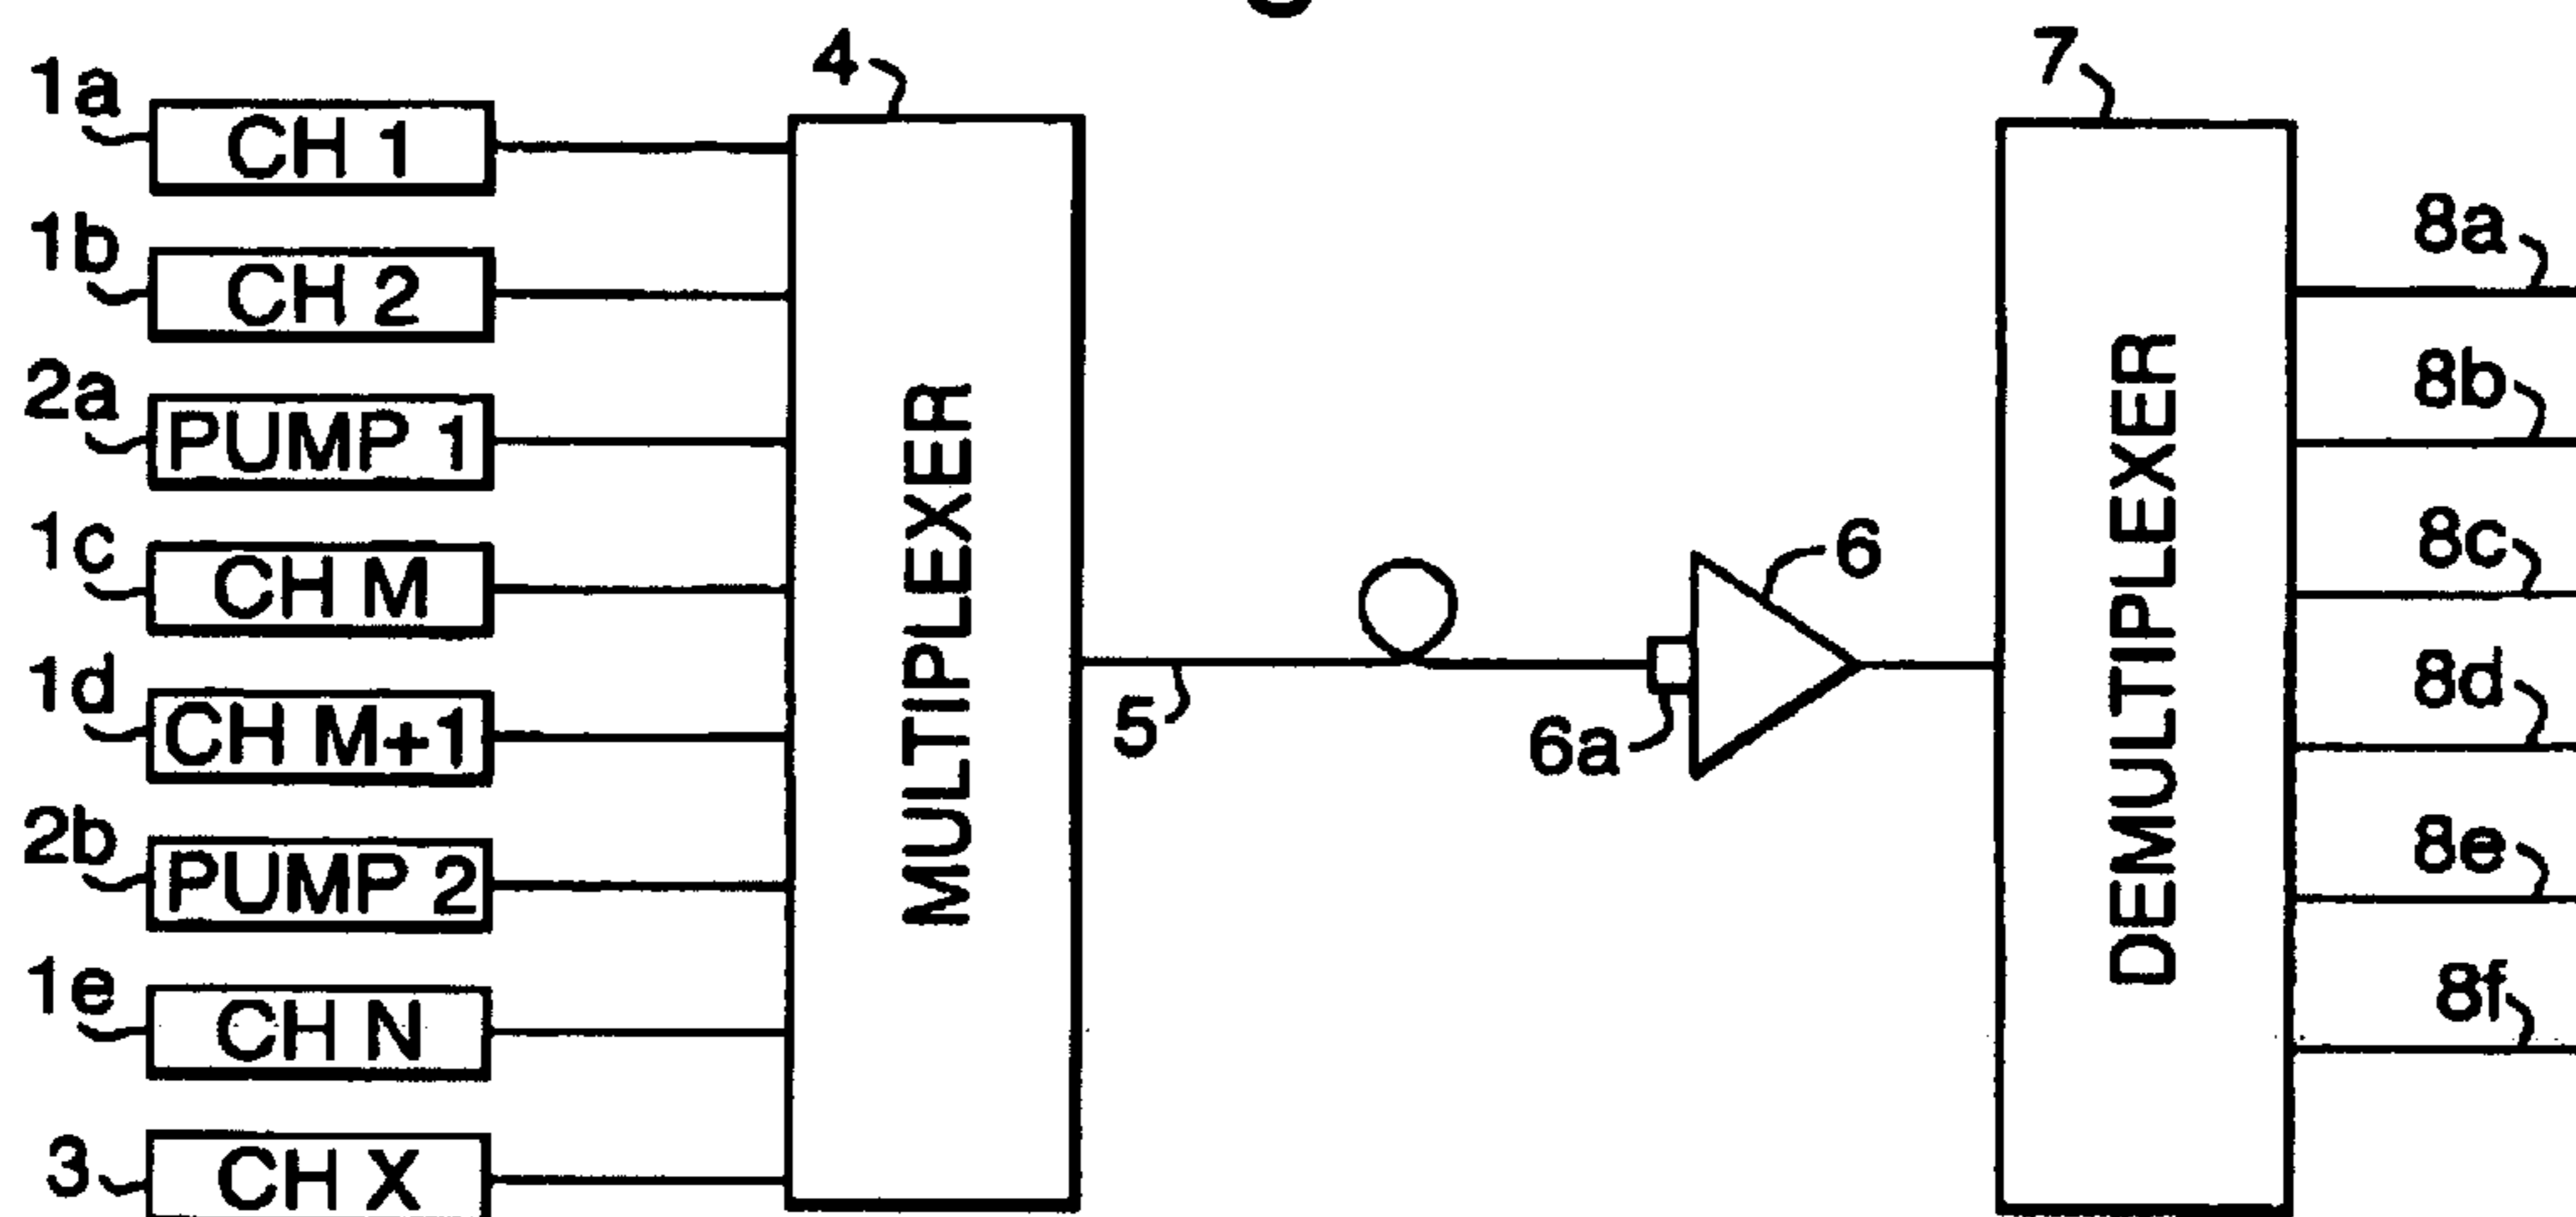 1a
CH 1
1b
CH 2
2a
PUMP 1
1c
CH M
1d
CH M+1
2b
PUMP 2
1e
CH N
3
CH X
4
MULTIPLEXER
5
6
6a
7
DEMULTIPLEXER
8a
8b
8c
8d
8e
8f